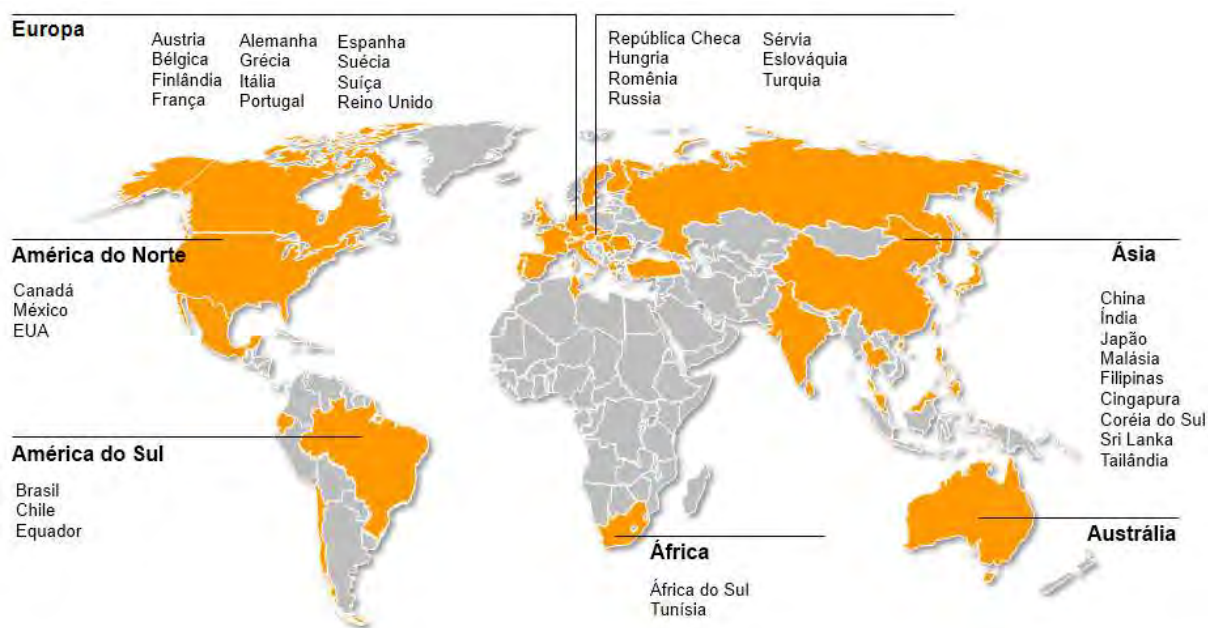 Europa
Austria
Bélgica
Finlândia
França
Alemanha
Grécia
Itália
Portugal
Espanha
Suécia
Suíça
Reino Unido
República Checa
Hungria
Romênia
Russia
Sérvia
Eslováquia
Turquia
América do Norte
Canadá
México
EUA
Ásia
China
Índia
Japão
Malásia
Filipinas
Cingapura
Coréia do Sul
Sri Lanka
Tailândia
América do Sul
Brasil
Chile
Equador
África
África do Sul
Tunísia
Austrália